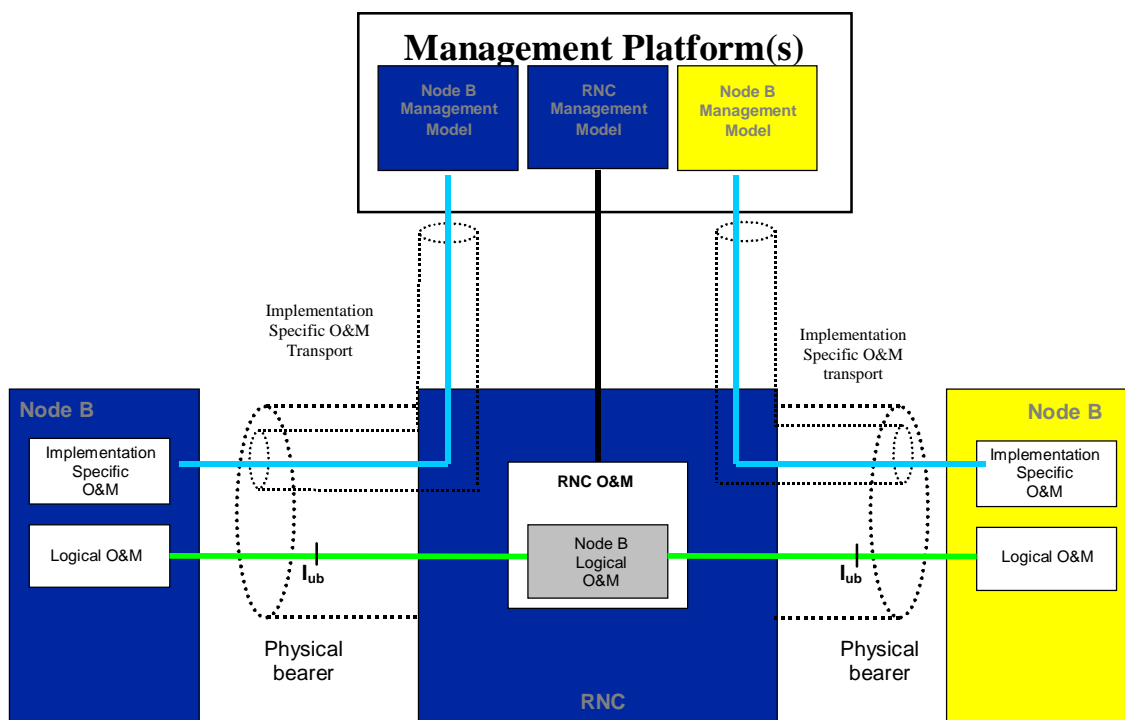 Management Platform(s)
Node B
Management
Model
RNC
Management
Model
Node B
Management
Model
Implementation
Specific O&M
Transport
Implementation
Specific O&M
transport
Node B
Implementation
Specific
O&M
Logical O&M
Iub
Physical
bearer
RNC O&M
Node B
Logical
O&M
RNC
Iub
Physical
bearer
Node B
Implementation
Specific
O&M
Logical O&M